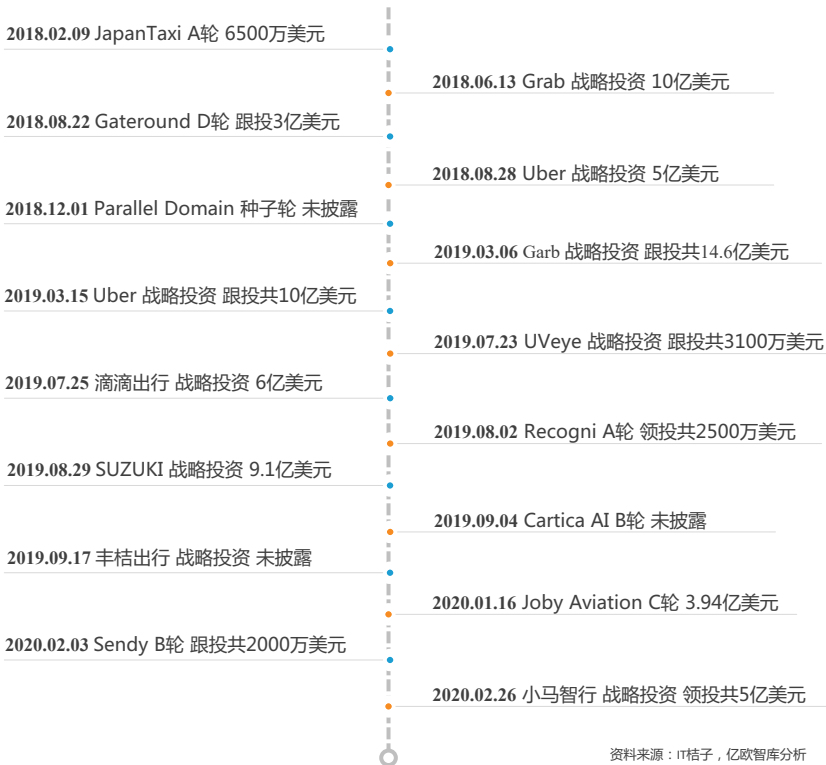 2018.02.09 JapanTaxi A轮 6500万美元
2018.06.13 Grab 战略投资 10亿美元
2018.08.22 Gateround D轮 跟投3亿美元
2018.08.28 Uber 战略投资 5亿美元
2018.12.01 Parallel Domain 种子轮 未披露
2019.03.06 Garb 战略投资 跟投共14.6亿美元
2019.03.15 Uber 战略投资 跟投共10亿美元
2019.07.23 UVeye 战略投资 跟投共3100万美元
2019.07.25 滴滴出行 战略投资 6亿美元
2019.08.02 Recogni A轮 领投共2500万美元
2019.08.29 SUZUKI 战略投资 9.1亿美元
2019.09.04 Cartica AI B轮 未披露
2019.09.17 丰桔出行 战略投资 未披露
2020.01.16 Joby Aviation C轮 3.94亿美元
2020.02.03 Sendy B轮 跟投共2000万美元
2020.02.26 小马智行 战略投资 领投共5亿美元
资料来源：IT桔子，亿欧智库分析